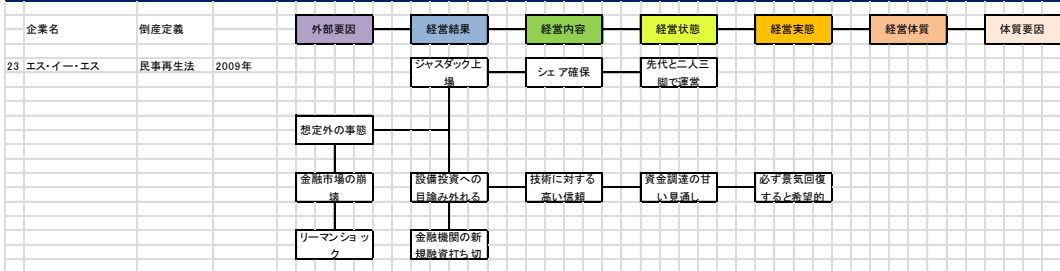 企業名 倒産定義 外部要因 経営結果 経営内容 経営状態 経営実態 経営体質 体質要因
23 エス・イー・エス 民事再生法 2009年
ジャスダック上
場
シェア確保
先代と二人三
脚で運営
想定外の事態
金融市場の崩
壊
設備投資への
目論み外れる
技術に対する
高い信頼
資金調達の甘
い見通し
必ず景気回復
すると希望的
リーマンショッ
ク
金融機関の新
規融資打ち切